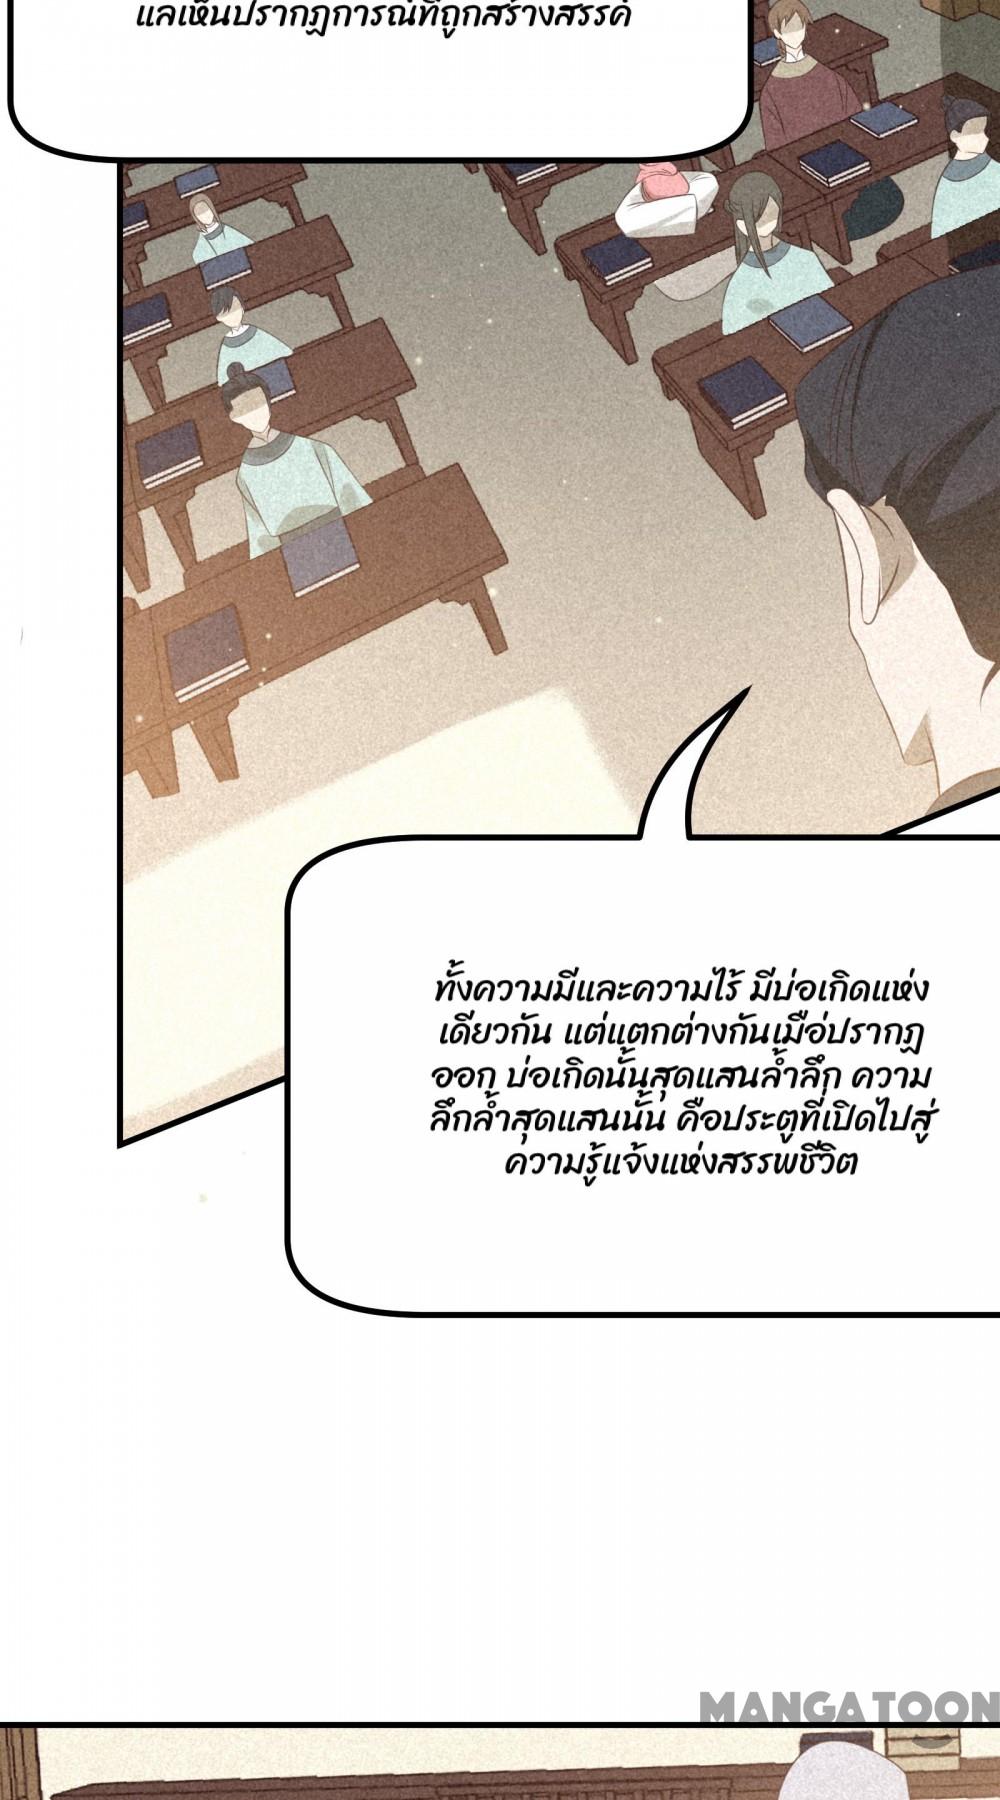 แลเห็นปรากฏการณ์ที่ถูกสร้างสรรค์
ทั้งความมีและความไร้ มีบ่อเกิดแห่ง
เดียวกัน แต่แตกต่างกันเมื่อปรากฏ
ออก บ่อเกิดนั้นสุดแสนล้ำลึก ความ
ลึกล้ำสุดแสนนั้น คือประตูที่เปิดไปสู่
ความรู้แจ้งแห่งสรรพชีวิต
MANGATOON